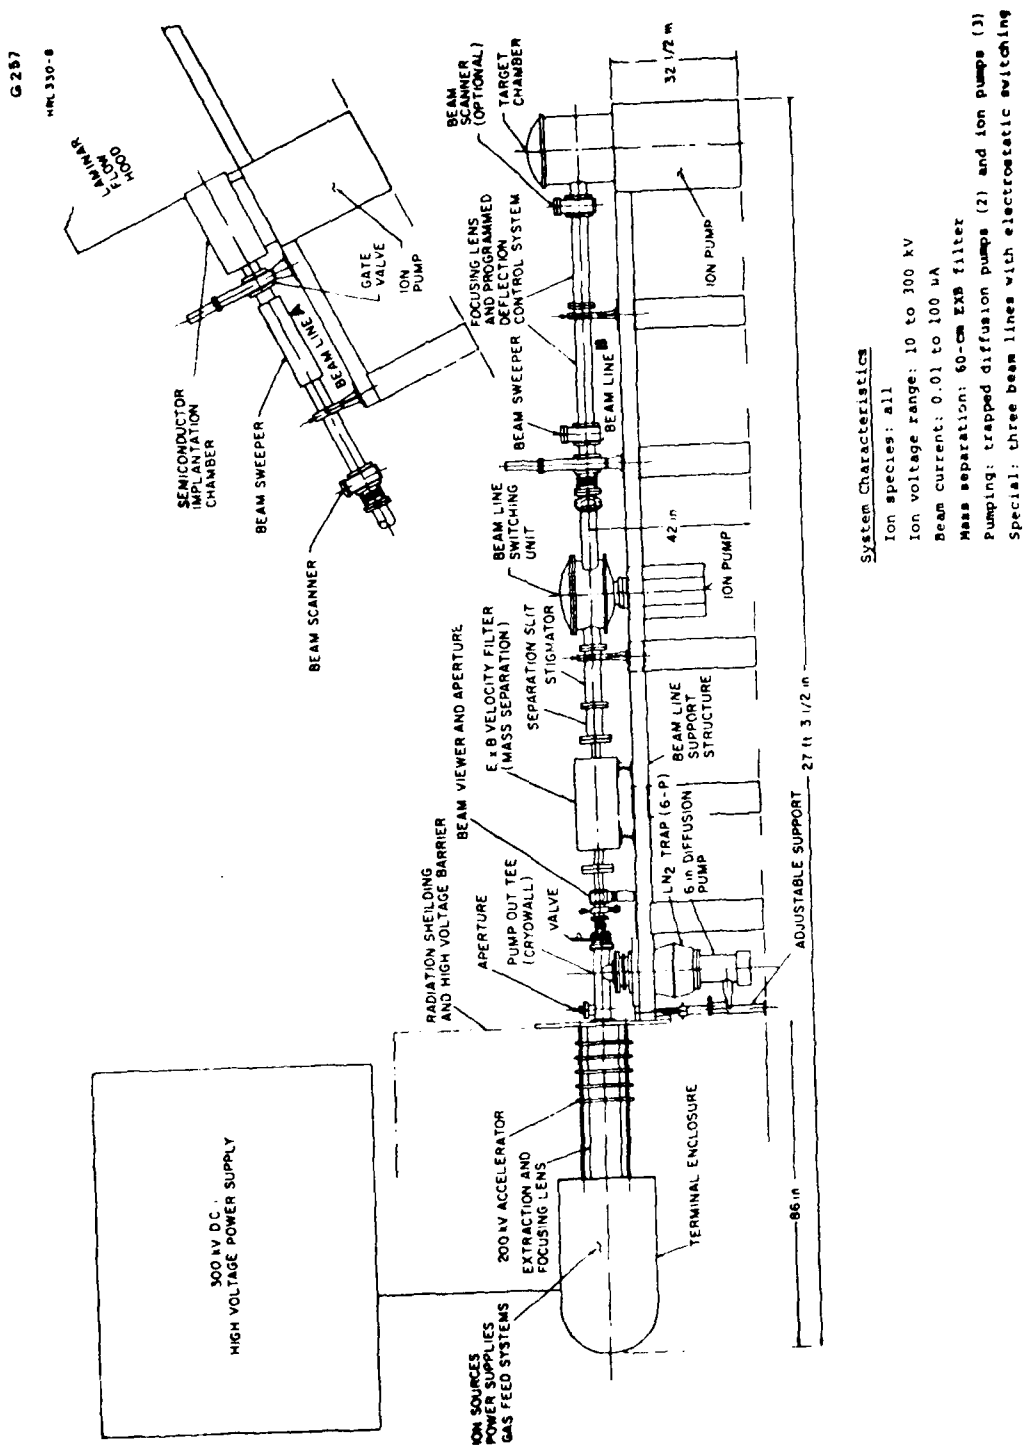 G257
HRL 330-8
LAMINAR
FLOW
HOOD
SEMICONDUCTOR
IMPLANTATION
CHAMBER
BEAM SWEEPER
BEAM SCANNER
BEAM LINE A
GATE
VALVE
ION
PUMP
BEAM
SCANNER
(OPTIONAL)
TARGET
CHAMBER
32 1/2 in
FOCUSING LENS
AND PROGRAMMED
DEFLECTION
CONTROL SYSTEM
BEAM SWEEPER
BEAM LINE B
ION PUMP
BEAM LINE
SWITCHING
UNIT
42 in
ION PUMP
STIGMATOR
SEPARATION SLIT
E x B VELOCITY FILTER
(MASS SEPARATION)
BEAM VIEWER AND APERTURE
RADIATION SHEILDING
AND HIGH VOLTAGE BARRIER
APERTURE
PUMP OUT TEE
(CRYOWALL)
VALVE
BEAM LINE
SUPPORT
STRUCTURE
LN2 TRAP (6-P)
6 in DIFFUSION
PUMP
ADJUSTABLE SUPPORT
27 ft 3 1/2 in
86 in
300 kV DC
HIGH VOLTAGE POWER SUPPLY
200 kV ACCELERATOR
EXTRACTION AND
FOCUSING LENS
TERMINAL ENCLOSURE
ION SOURCES
POWER SUPPLIES
GAS FEED SYSTEMS
System Characteristics
Ion species: all
Ion voltage range: 10 to 300 kV
Beam current: 0.01 to 100 µA
Mass separation: 60-cm EXB filter
Pumping: trapped diffusion pumps (2) and ion pumps (3)
Special: three beam lines with electrostatic switching